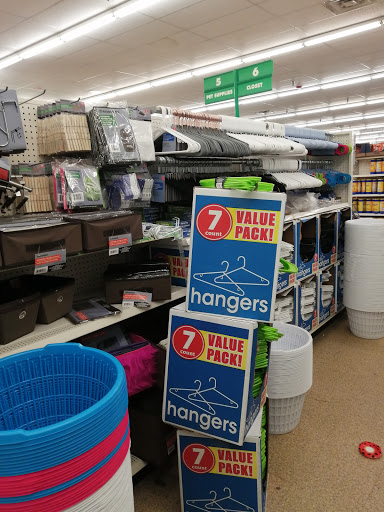 5
PET SUPPLIES
6
CLOSET
7
count
VALUE
PACK!
hangers
7
count
VALUE
PACK!
hangers
7
count
VALUE
PACK!
hangers